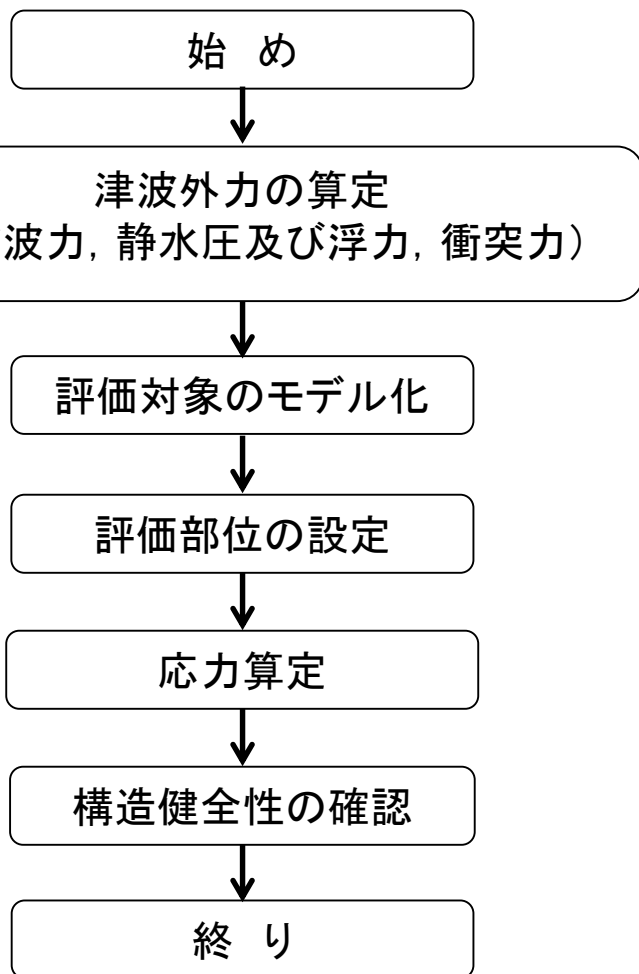 始 め
津波外力の算定
波力, 静水圧及び浮力, 衝突力)
評価対象のモデル化
評価部位の設定
応力算定
構造健全性の確認
終 り